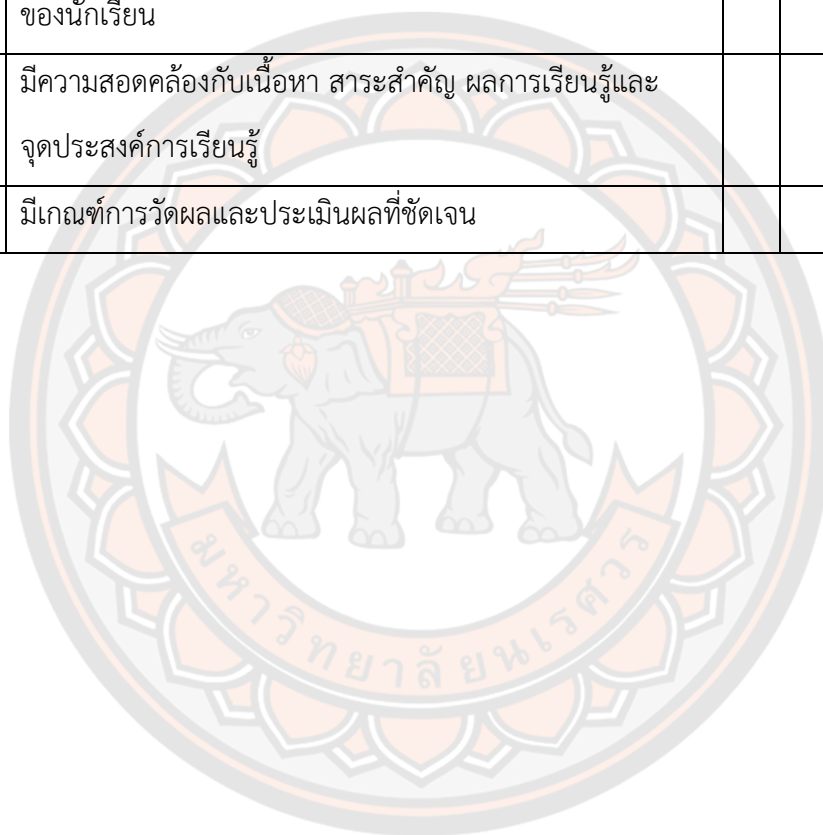 ของนักเรียน
มีความสอดคล้องกับเนื้อหา สาระสำคัญ ผลการเรียนรู้และ
จุดประสงค์การเรียนรู้
มีเกณฑ์การวัดผลและประเมินผลที่ชัดเจน
มหาวิทยาลัยนเรศวร